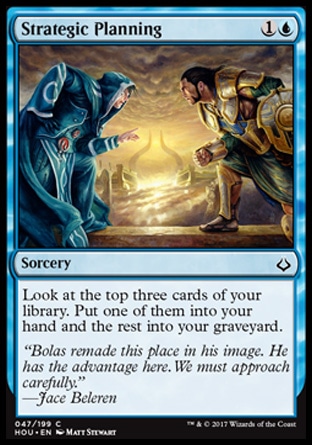 Strategic Planning 1
Sorcery
Look at the top three cards of your
library. Put one of them into your
hand and the rest into your graveyard.
“Bolas remade this place in his image. He
has the advantage here. We must approach
carefully.”
—Jace Beleren
047/199 C
HOU • EN Matt Stewart
™ & © 2017 Wizards of the Coast